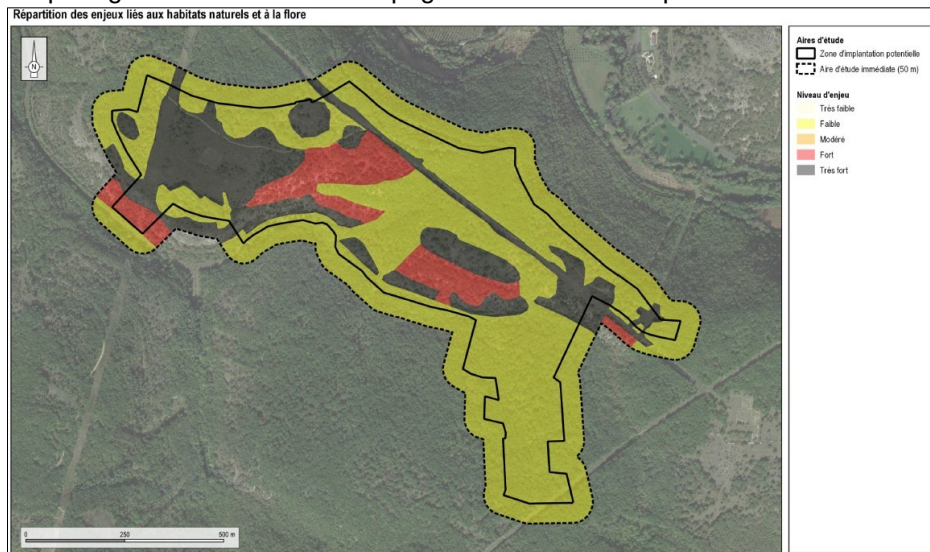 Répartition des enjeux liés aux habitats naturels et à la flore
N
Aires d'étude
Zone d'implantation potentielle
Aire d'étude immédiate (50 m)
Niveau d'enjeu
Très faible
Faible
Modéré
Fort
Très fort
0 250 500 m